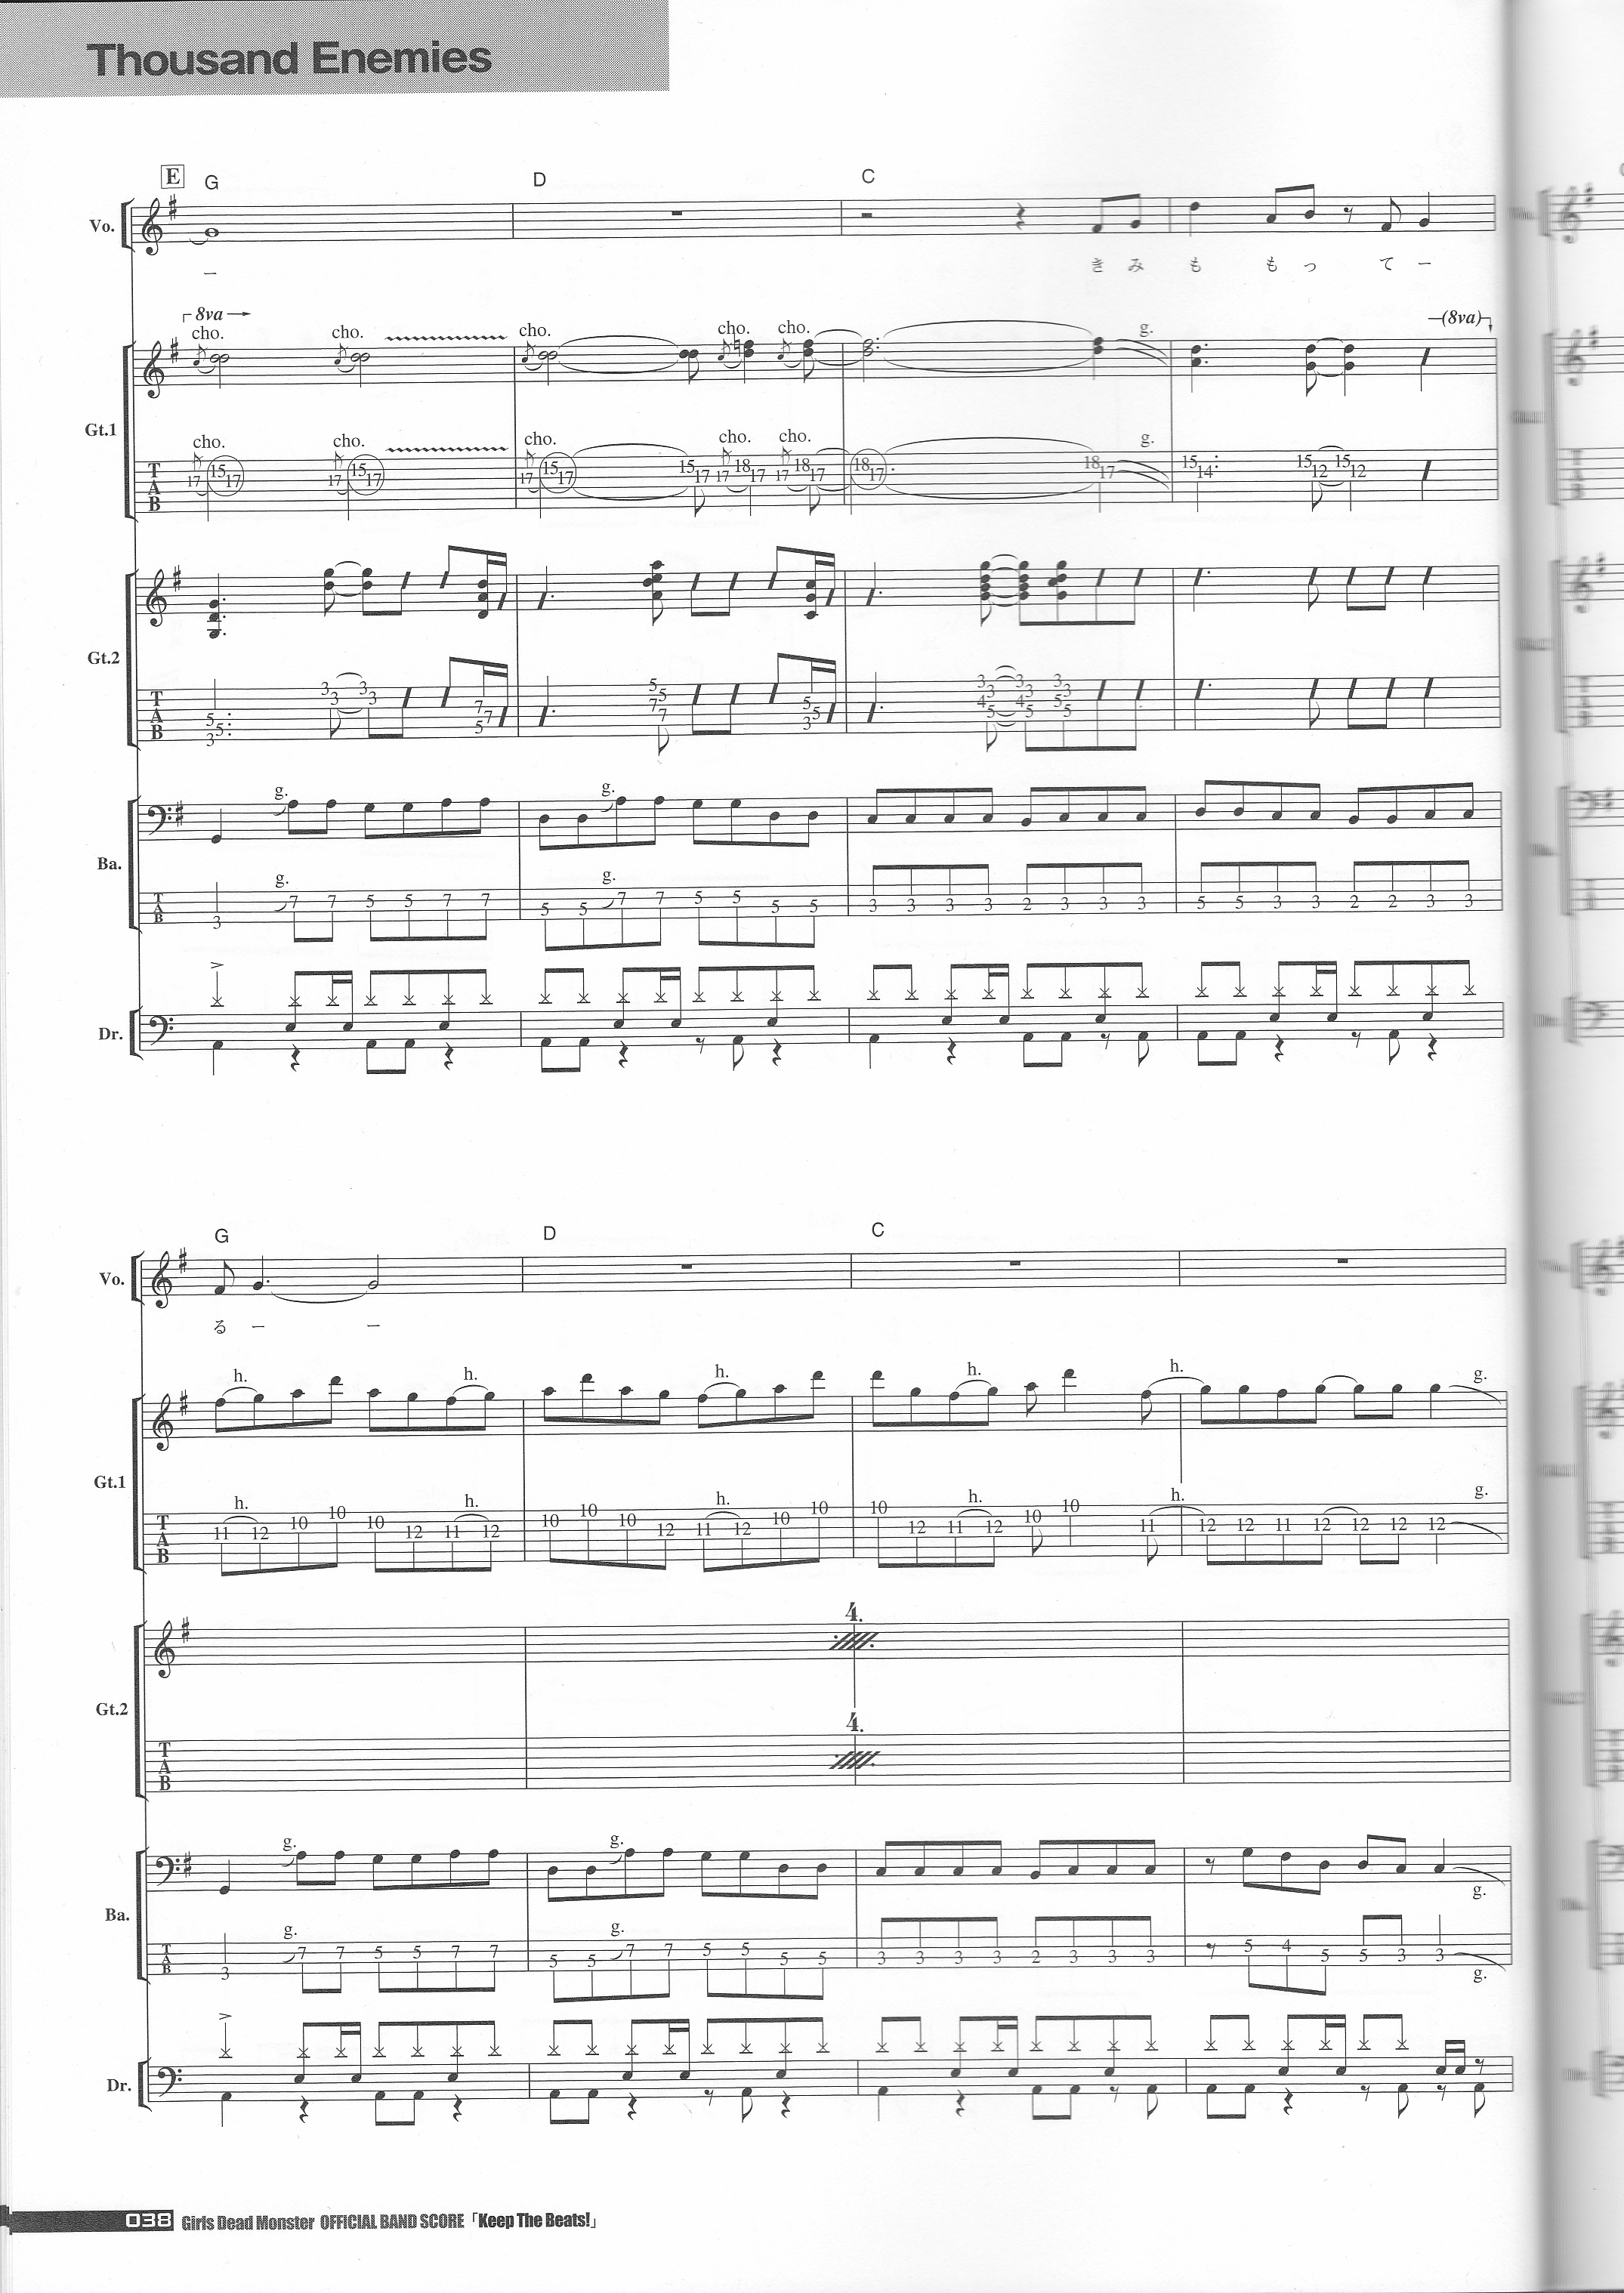 Thousand Enemies
E G D C
Vo.
ー き み も も っ て ー
8va
cho. cho. cho. cho. cho. g. (8va)
Gt.1
cho. cho. cho. cho. cho. g.
T 17 15 17 17 15 17 17 15 17 15 17 17 18 17 17 18 17 18 17 18 17 15 14 15 12 15 12
A
B
Gt.2
T 3 5 5 3 3 3 3 5 7 7 5 5 7 7 5 3 5 5 3 3 4 5 3 3 4 5 3 3 5 5
A
B
g. g.
Ba.
g. g.
T 3 7 7 5 5 7 7 5 5 7 7 5 5 5 5 3 3 3 3 2 3 3 3 5 5 3 3 2 2 3 3
A
B
Dr.
G D C
Vo.
る ー ー
h. h. h. h. h. g.
Gt.1
h. h. h. h. h. g.
T 11 12 10 10 10 12 11 12 10 10 10 12 11 12 10 10 10 12 11 12 10 10 11 12 12 11 12 12 12 12
A
B
4.
Gt.2
4.
T
A
B
g. g. g.
Ba.
g. g.
T 3 7 7 5 5 7 7 5 5 7 7 5 5 5 5 3 3 3 3 2 3 3 3 5 4 5 5 3 3
A
B
g.
Dr.
038 Girls Dead Monster OFFICIAL BAND SCORE「Keep The Beats!」